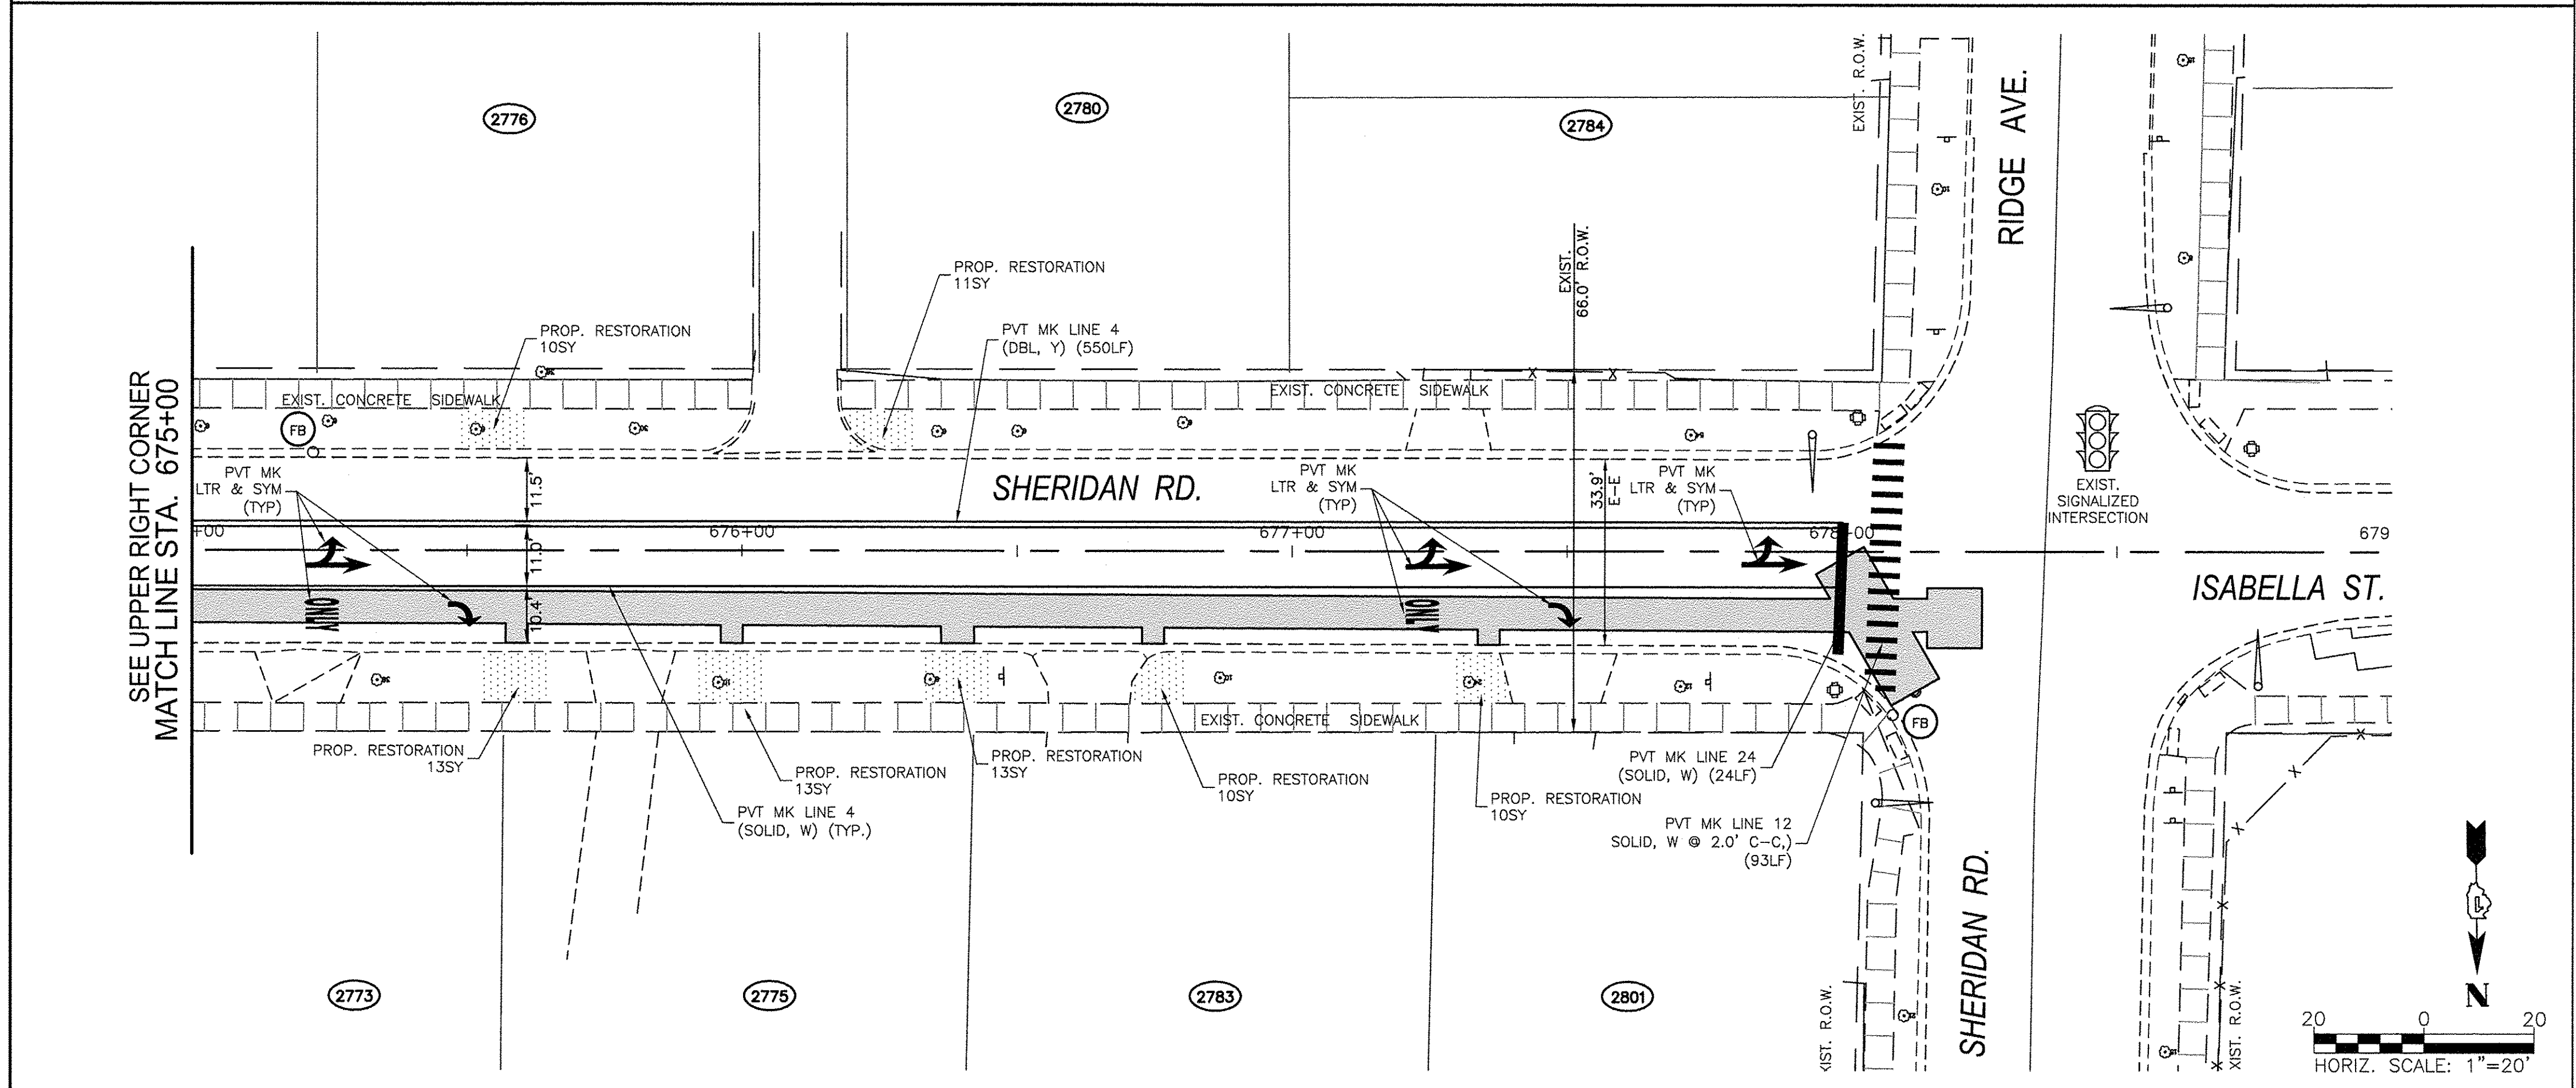 2776
2780
2784
EXIST. R.O.W.
RIDGE AVE.
SEE UPPER RIGHT CORNER
MATCH LINE STA. 675+00
PROP. RESTORATION
10SY
PROP. RESTORATION
11SY
PVT MK LINE 4
(DBL, Y) (550LF)
EXIST.
66.0' R.O.W.
EXIST. CONCRETE SIDEWALK
EXIST. CONCRETE SIDEWALK
FB
PVT MK
LTR & SYM
(TYP)
11.5'
SHERIDAN RD.
PVT MK
LTR & SYM
(TYP)
33.9'
E-E
PVT MK
LTR & SYM
(TYP)
EXIST.
SIGNALIZED
INTERSECTION
+00
676+00
677+00
678+00
679
11.0'
ISABELLA ST.
ONLY
10.4'
ONLY
EXIST. CONCRETE SIDEWALK
FB
PROP. RESTORATION
13SY
PROP. RESTORATION
13SY
PROP. RESTORATION
13SY
PROP. RESTORATION
10SY
PROP. RESTORATION
10SY
PVT MK LINE 24
(SOLID, W) (24LF)
PVT MK LINE 4
(SOLID, W) (TYP.)
PVT MK LINE 12
SOLID, W @ 2.0' C-C,)
(93LF)
2773
2775
2783
2801
XIST. R.O.W.
SHERIDAN RD.
XIST. R.O.W.
N
20 0 20
HORIZ. SCALE: 1"=20'